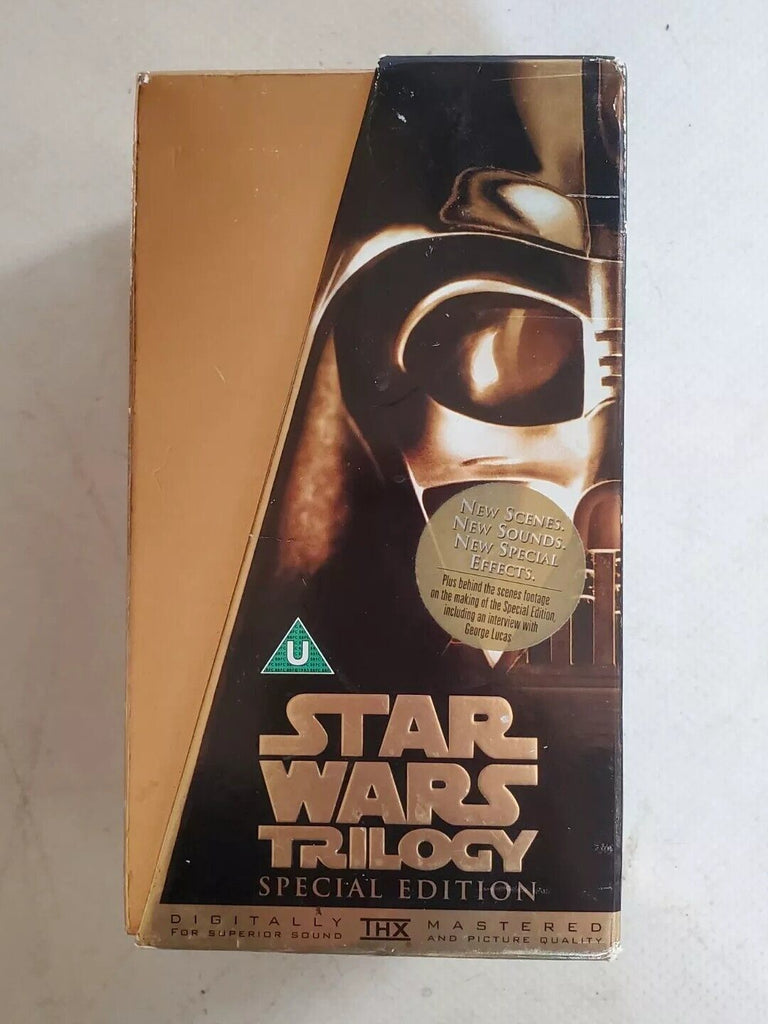 New Scenes.
New Sounds.
New Special
Effects.
Plus behind the scenes footage
on the making of the Special Edition,
including an interview with
George Lucas
U
STAR
WARS
TRILOGY
SPECIAL EDITION
DIGITALLY THX MASTERED
FOR SUPERIOR SOUND AND PICTURE QUALITY